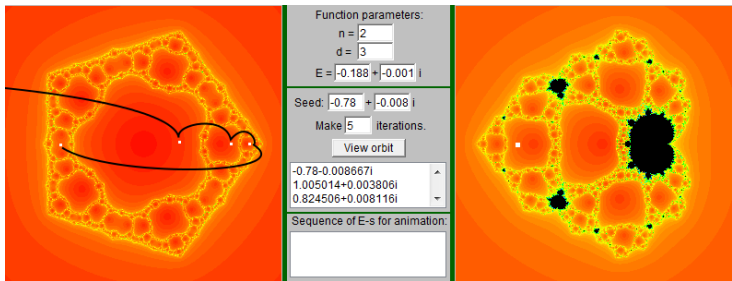 Function parameters:
n = 2
d = 3
E = -0.188 + -0.001 i
Seed: -0.78 + -0.008 i
Make 5 iterations.
View orbit
-0.78-0.008667i
1.005014+0.003806i
0.824506+0.008116i
Sequence of E-s for animation: